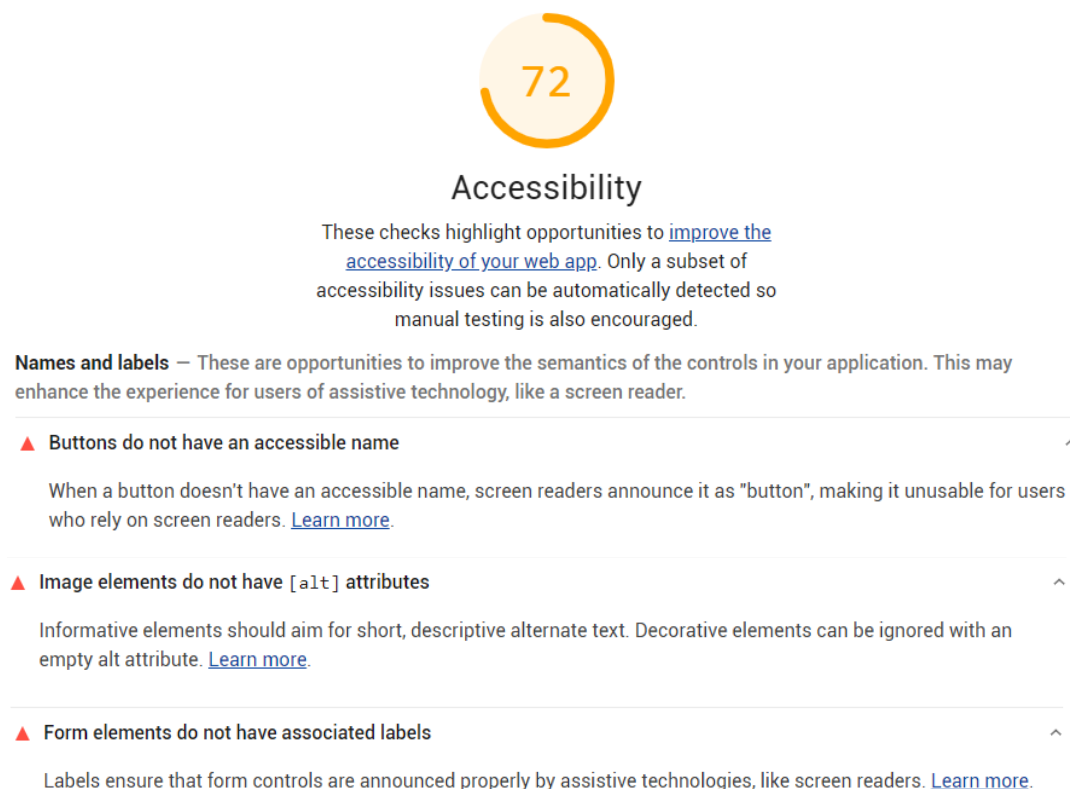 72
Accessibility
These checks highlight opportunities to improve the
accessibility of your web app. Only a subset of
accessibility issues can be automatically detected so
manual testing is also encouraged.
Names and labels — These are opportunities to improve the semantics of the controls in your application. This may
enhance the experience for users of assistive technology, like a screen reader.
Buttons do not have an accessible name
When a button doesn't have an accessible name, screen readers announce it as "button", making it unusable for users
who rely on screen readers. Learn more.
Image elements do not have [alt] attributes
Informative elements should aim for short, descriptive alternate text. Decorative elements can be ignored with an
empty alt attribute. Learn more.
Form elements do not have associated labels
Labels ensure that form controls are announced properly by assistive technologies, like screen readers. Learn more.